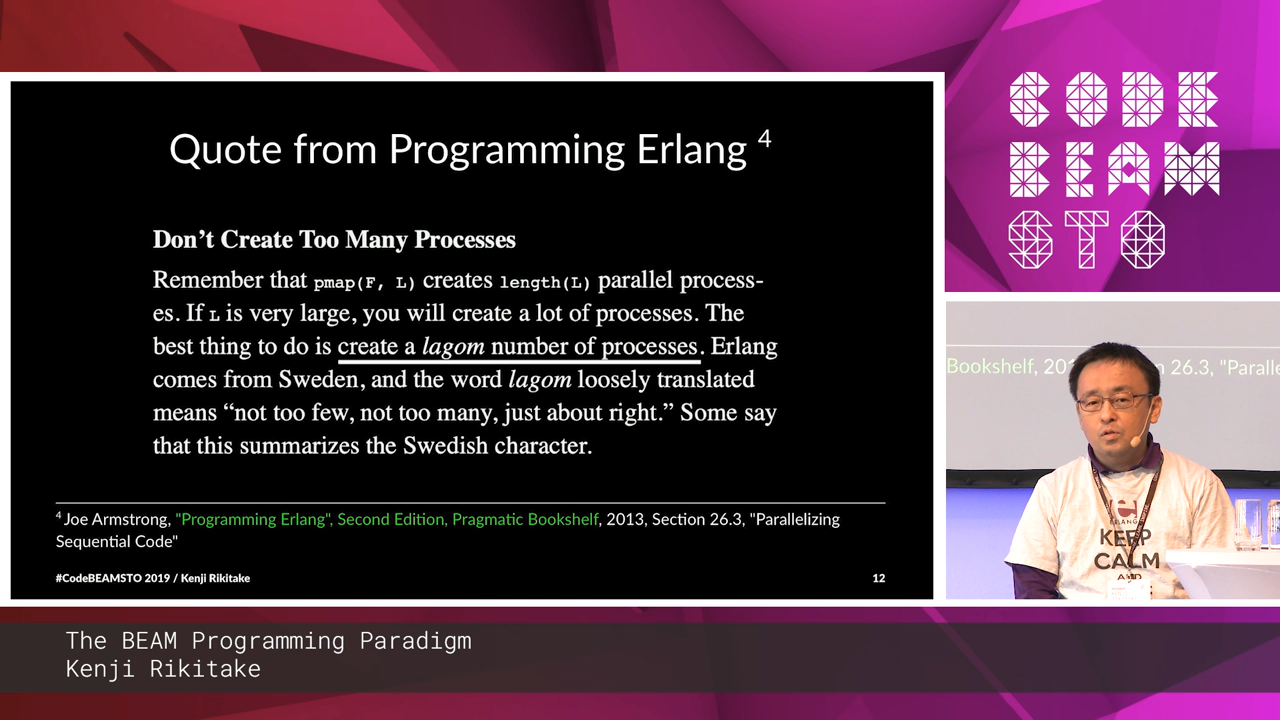 Quote from Programming Erlang 4
Don't Create Too Many Processes
Remember that pmap(F, L) creates length(L) parallel process-
es. If L is very large, you will create a lot of processes. The
best thing to do is create a lagom number of processes. Erlang
comes from Sweden, and the word lagom loosely translated
means “not too few, not too many, just about right.” Some say
that this summarizes the Swedish character.
4 Joe Armstrong, "Programming Erlang", Second Edition, Pragmatic Bookshelf, 2013, Section 26.3, "Parallelizing
Sequential Code"
#CodeBEAMSTO 2019 / Kenji Rikitake
12
CODE
BEAM
STO
Bookshelf, 26.3,
ERLANG
KEEP
CALM
AND
The BEAM Programming Paradigm
Kenji Rikitake